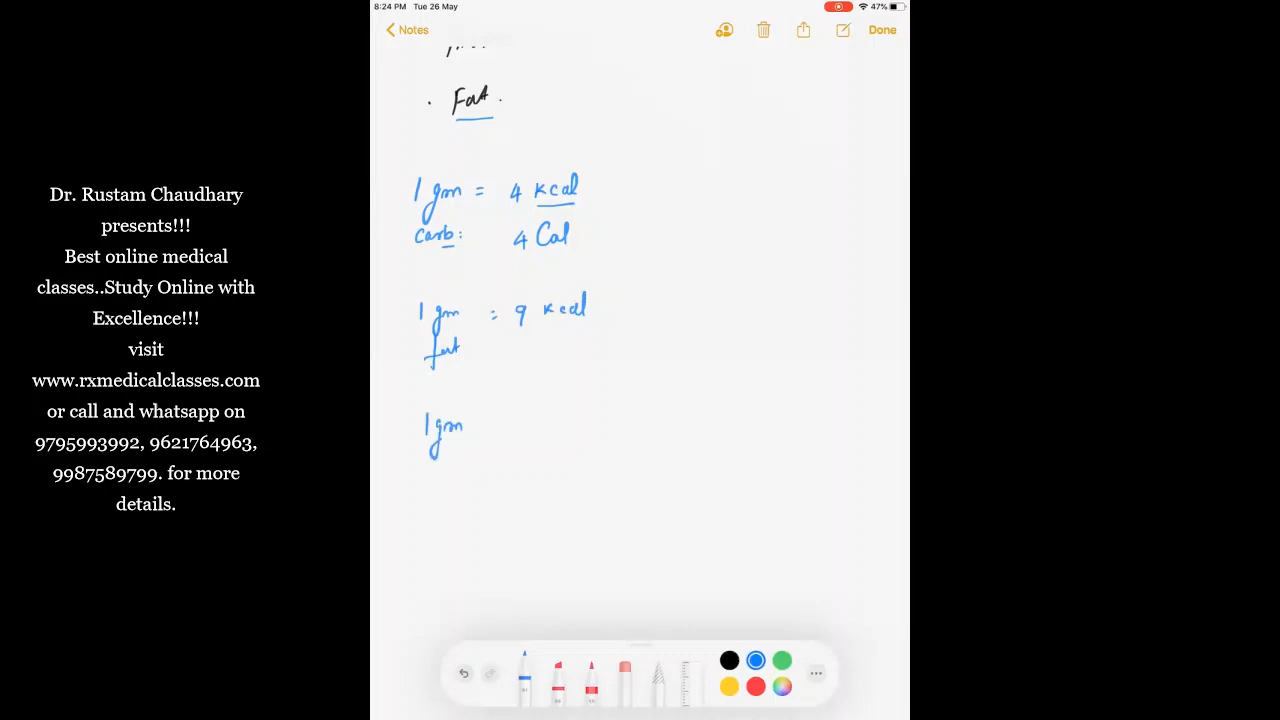 8:24 PM Tue 26 May
47%
Notes
Done
. Fat .
1 gm = 4 kcal
Carb: 4 Cal
1 gm = 9 kcal
fat
1 gm
Dr. Rustam Chaudhary
presents!!!
Best online medical
classes..Study Online with
Excellence!!!
visit
www.rxmedicalclasses.com
or call and whatsapp on
9795993992, 9621764963,
9987589799. for more
details.